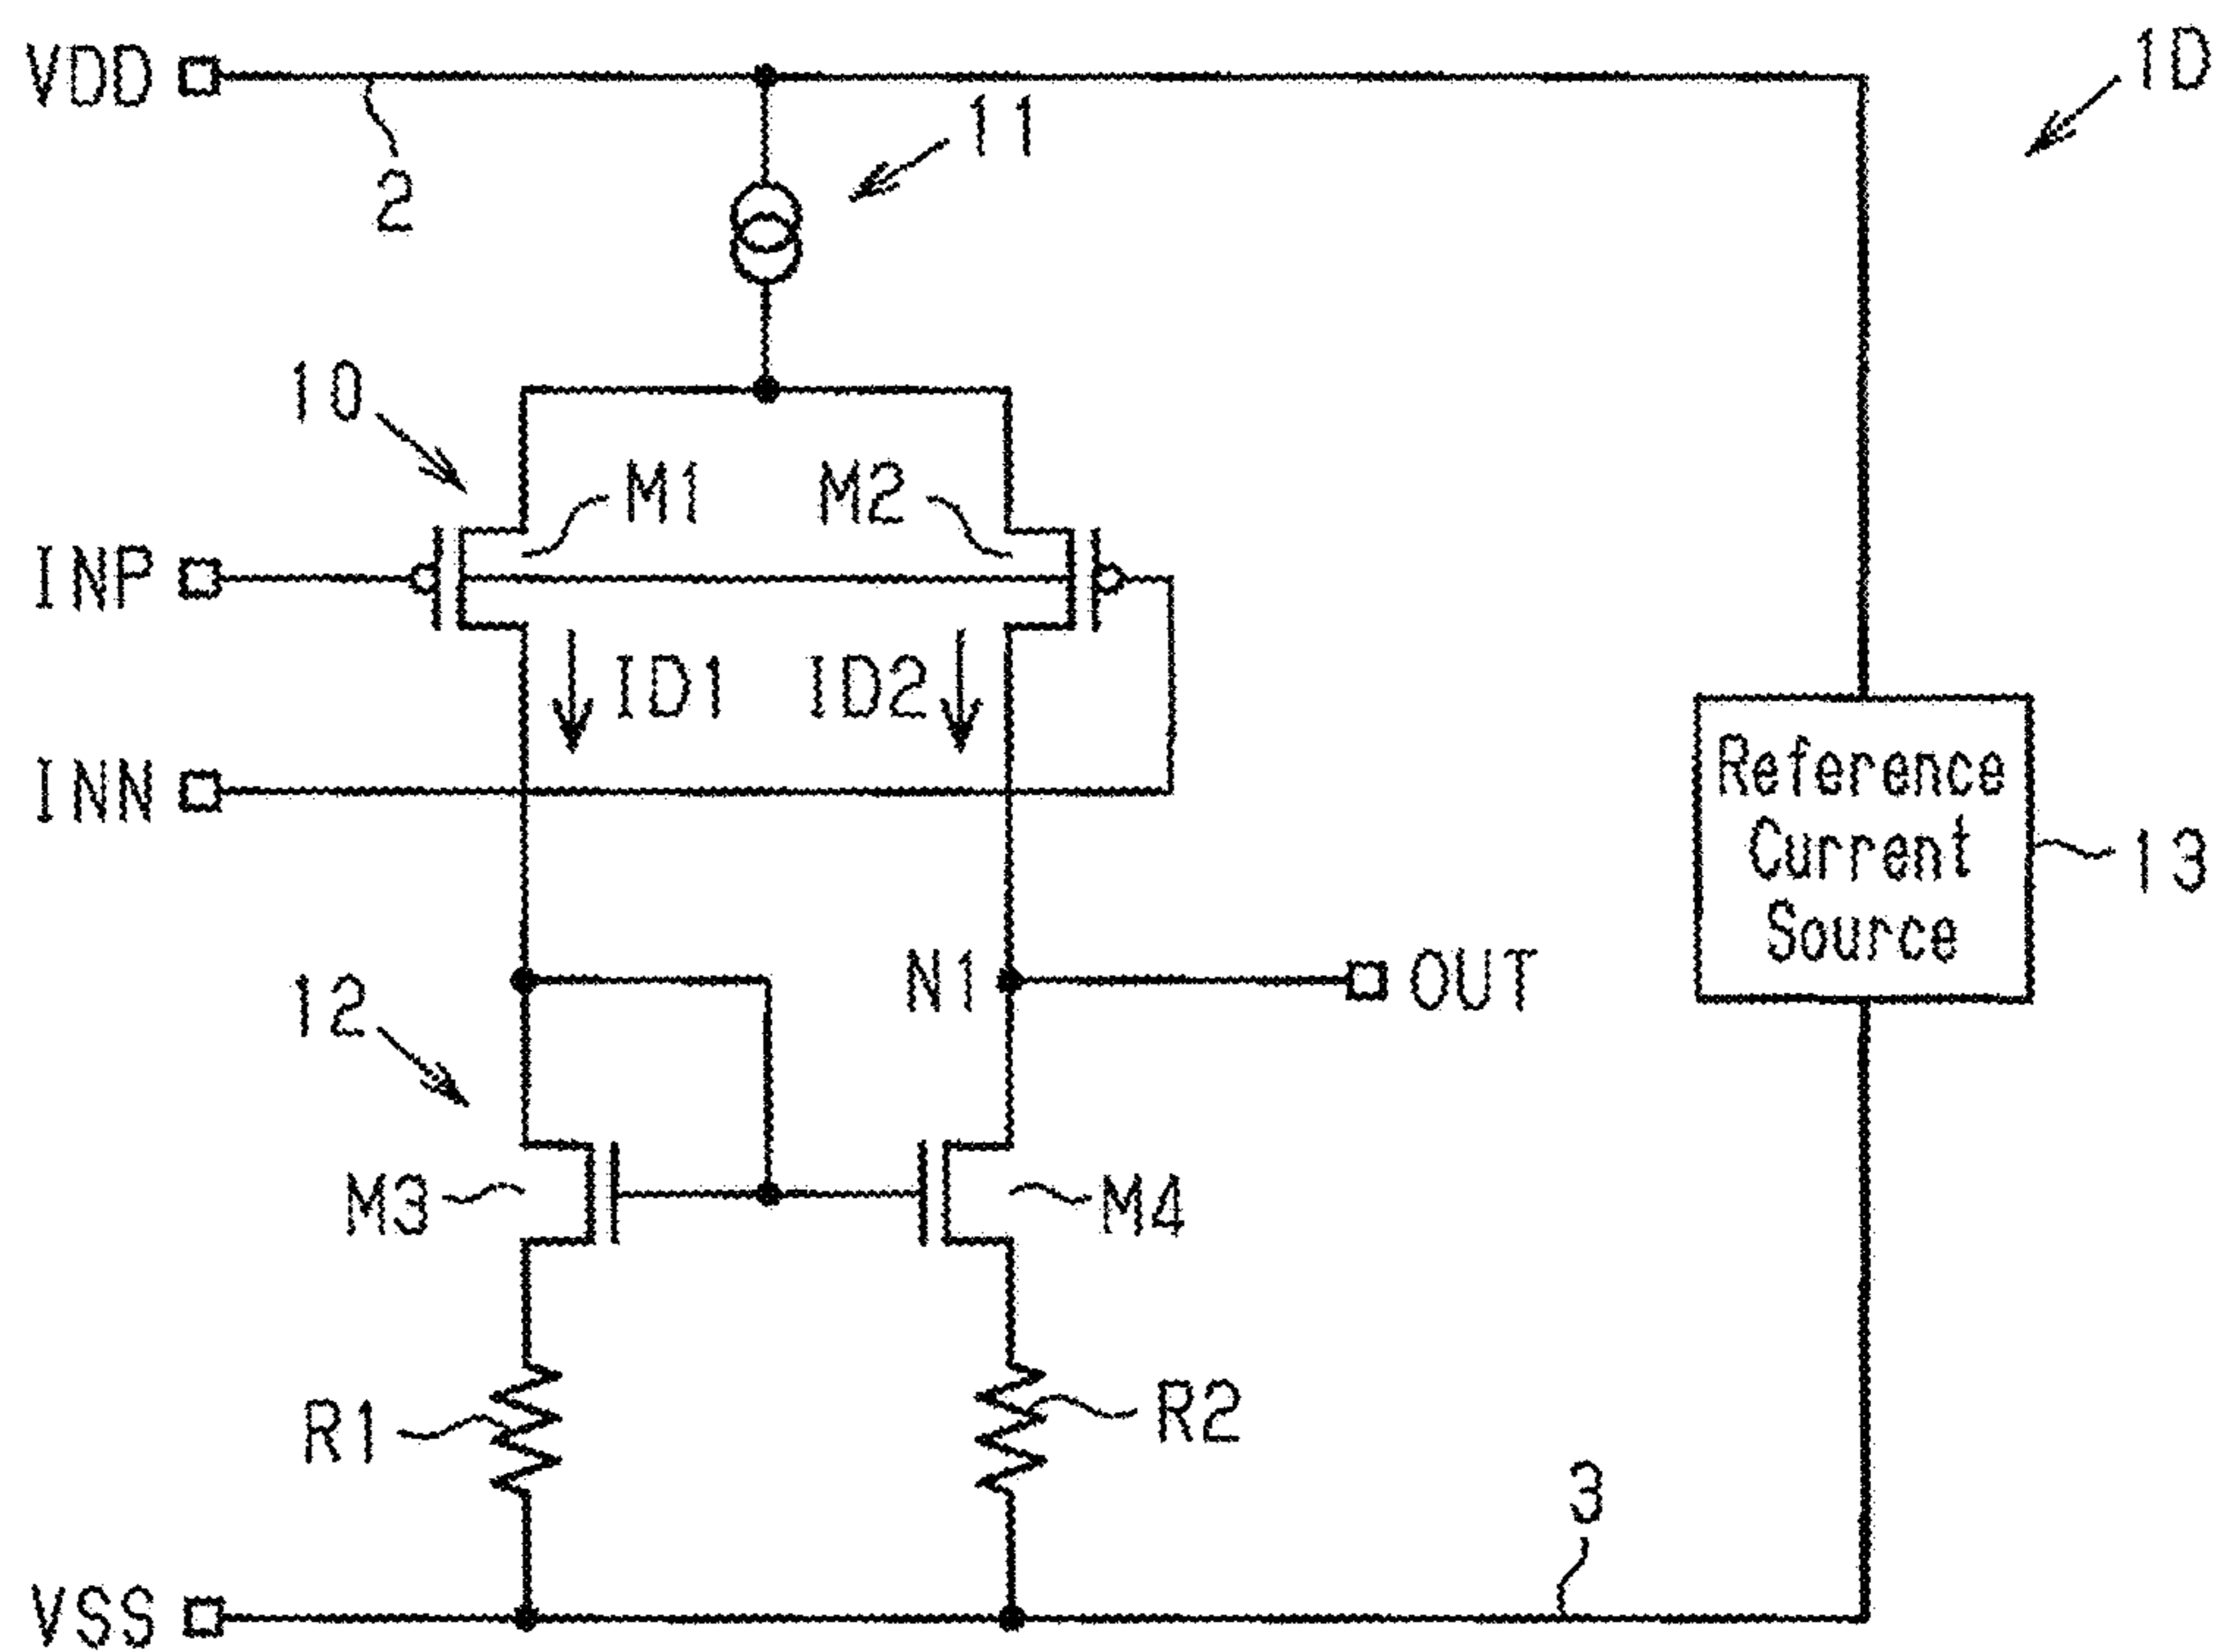 VDD
1D
11
2
10
M1
M2
INP
ID1
ID2
INN
Reference
Current
Source
13
N1
OUT
12
M3
M4
R1
R2
3
VSS